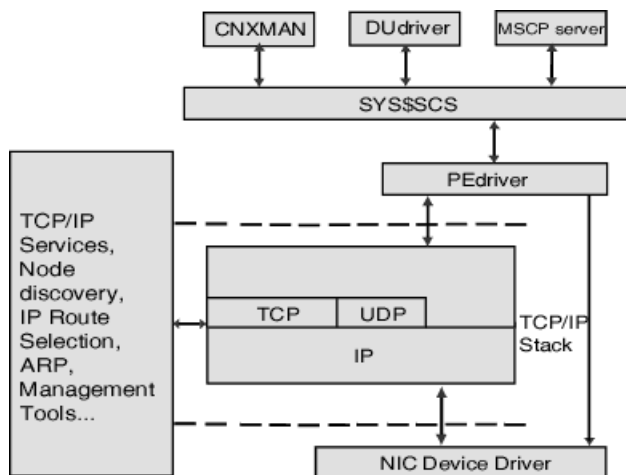 CNXMAN
DUdriver
MSCP server
SYS$SCS
PEdriver
TCP/IP
Services,
Node
discovery,
IP Route
Selection,
ARP,
Management
Tools...
TCP
UDP
IP
TCP/IP
Stack
NIC Device Driver